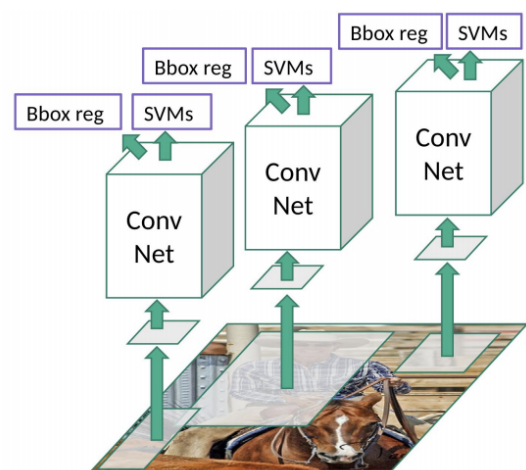 Bbox reg
SVMs
Bbox reg
SVMs
Bbox reg
SVMs
Conv
Net
Conv
Net
Conv
Net